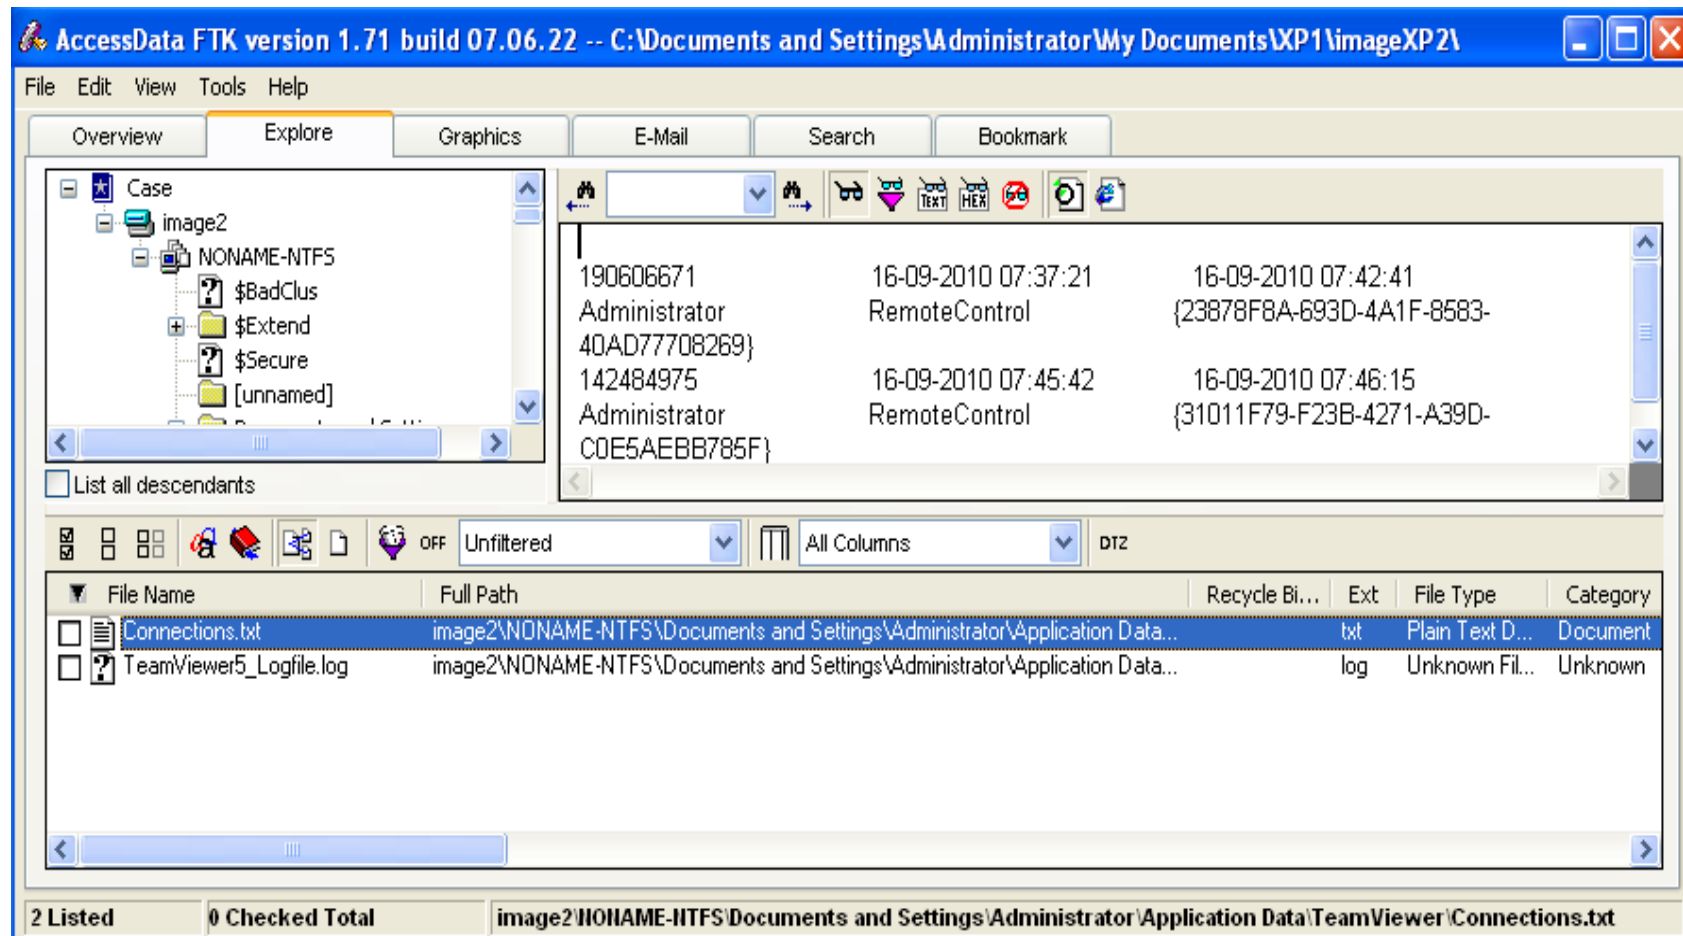 AccessData FTK version 1.71 build 07.06.22 -- C:\Documents and Settings\Administrator\My Documents\XP1\imageXP2\
File Edit View Tools Help
Overview Explore Graphics E-Mail Search Bookmark
Case
image2
NONAME-NTFS
$BadClus
$Extend
$Secure
[unnamed]
List all descendants
TEXT HEX
190606671 16-09-2010 07:37:21 16-09-2010 07:42:41
Administrator RemoteControl {23878F8A-693D-4A1F-8583-
40AD77708269}
142484975 16-09-2010 07:45:42 16-09-2010 07:46:15
Administrator RemoteControl {31011F79-F23B-4271-A39D-
C0E5AEBB785F}
OFF Unfiltered All Columns DTZ
File Name Full Path Recycle Bi... Ext File Type Category
Connections.txt image2\NONAME-NTFS\Documents and Settings\Administrator\Application Data... txt Plain Text D... Document
TeamViewer5_Logfile.log image2\NONAME-NTFS\Documents and Settings\Administrator\Application Data... log Unknown Fil... Unknown
2 Listed 0 Checked Total image2\NONAME-NTFS\Documents and Settings\Administrator\Application Data\TeamViewer\Connections.txt